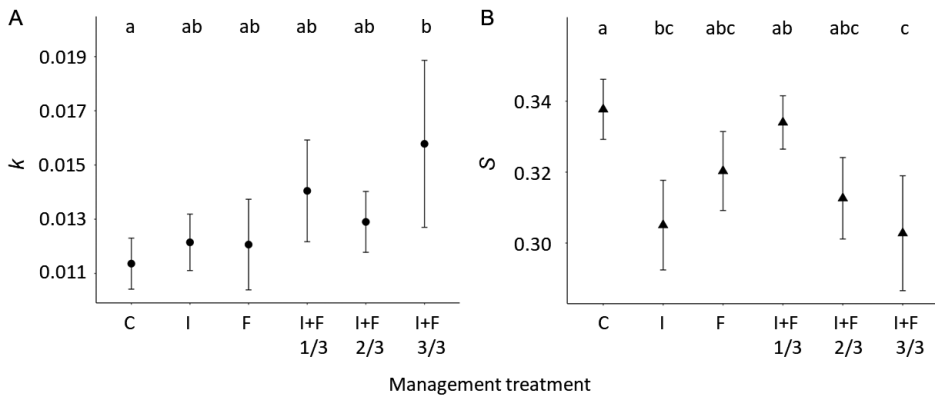 A
a ab ab ab ab b
0.019
0.017
0.015
0.013
0.011
k
C I F I+F I+F I+F
1/3 2/3 3/3
B
a bc abc ab abc c
0.34
0.32
0.30
S
C I F I+F I+F I+F
1/3 2/3 3/3
Management treatment